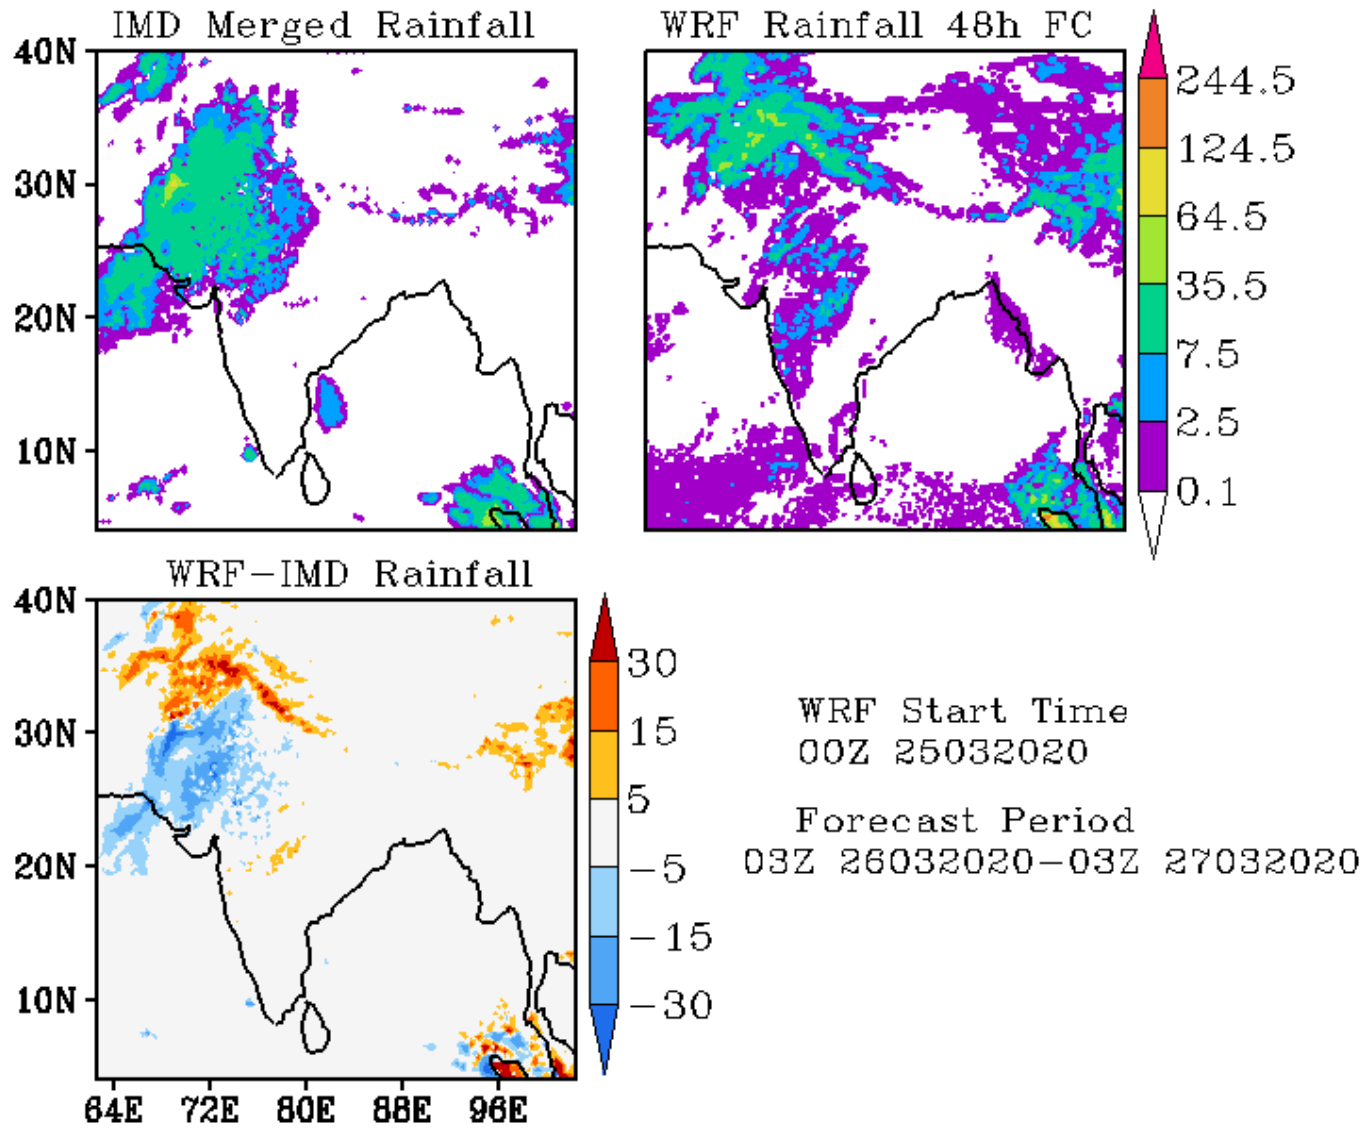 IMD Merged Rainfall
WRF Rainfall 48h FC
40N
30N
20N
10N
244.5
124.5
64.5
35.5
7.5
2.5
0.1
WRF-IMD Rainfall
40N
30N
20N
10N
64E 72E 80E 88E 96E
30
15
5
-5
-15
-30
WRF Start Time
00Z 25032020
Forecast Period
03Z 26032020-03Z 27032020